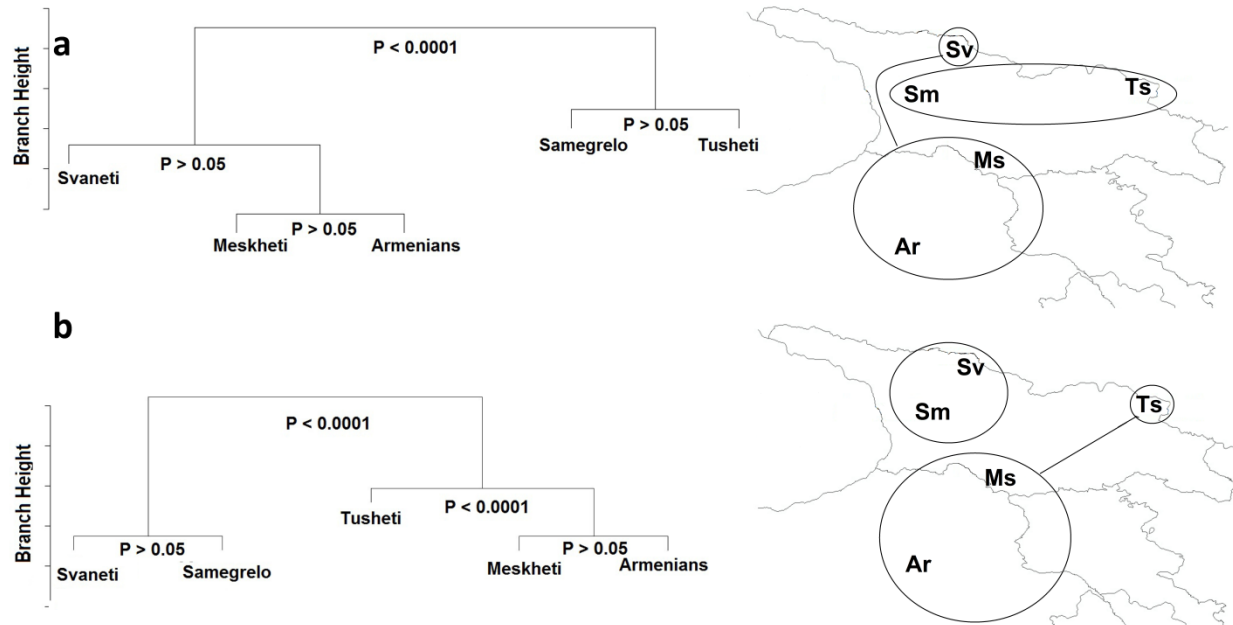 a
Branch Height
P < 0.0001
P > 0.05
Samegrelo
Tusheti
P > 0.05
Svaneti
P > 0.05
Meskheti
Armenians
Sv
Sm
Ts
Ms
Ar
b
Branch Height
P < 0.0001
Tusheti
P < 0.0001
P > 0.05
Svaneti
Samegrelo
P > 0.05
Meskheti
Armenians
Sv
Sm
Ts
Ms
Ar